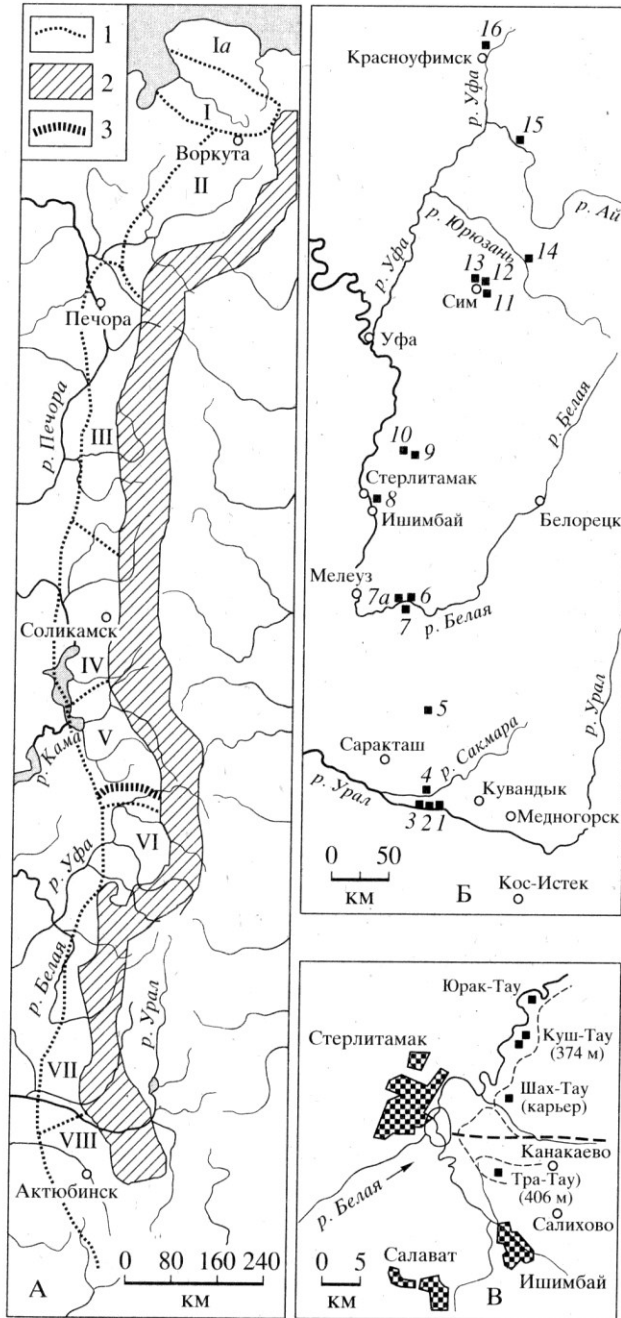 1
2
3
Iа
I
Воркута
II
Печора
р. Печора
III
Соликамск
IV
р. Кама
V
VI
р. Уфа
р. Белая
р. Урал
VII
VIII
Актюбинск
0 80 160 240
км
А
16
Красноуфимск
р. Уфа
15
р. Ай
р. Юрюзань
14
13 12
Сим 11
р. Уфа
Уфа
р. Белая
10
9
Стерлитамак
8
Ишимбай
Белорецк
Мелеуз
7а 6
7
р. Белая
5
р. Урал
Саракташ
р. Сакмара
4
р. Урал
Кувандык
3 2 1
Медногорск
0 50
км
Кос-Истек
Б
Юрак-Тау
Стерлитамак
Куш-Тау
(374 м)
Шах-Тау
(карьер)
Канакаево
р. Белая
Тра-Тау)
(406 м)
Салихово
Салават
Ишимбай
0 5
км
В